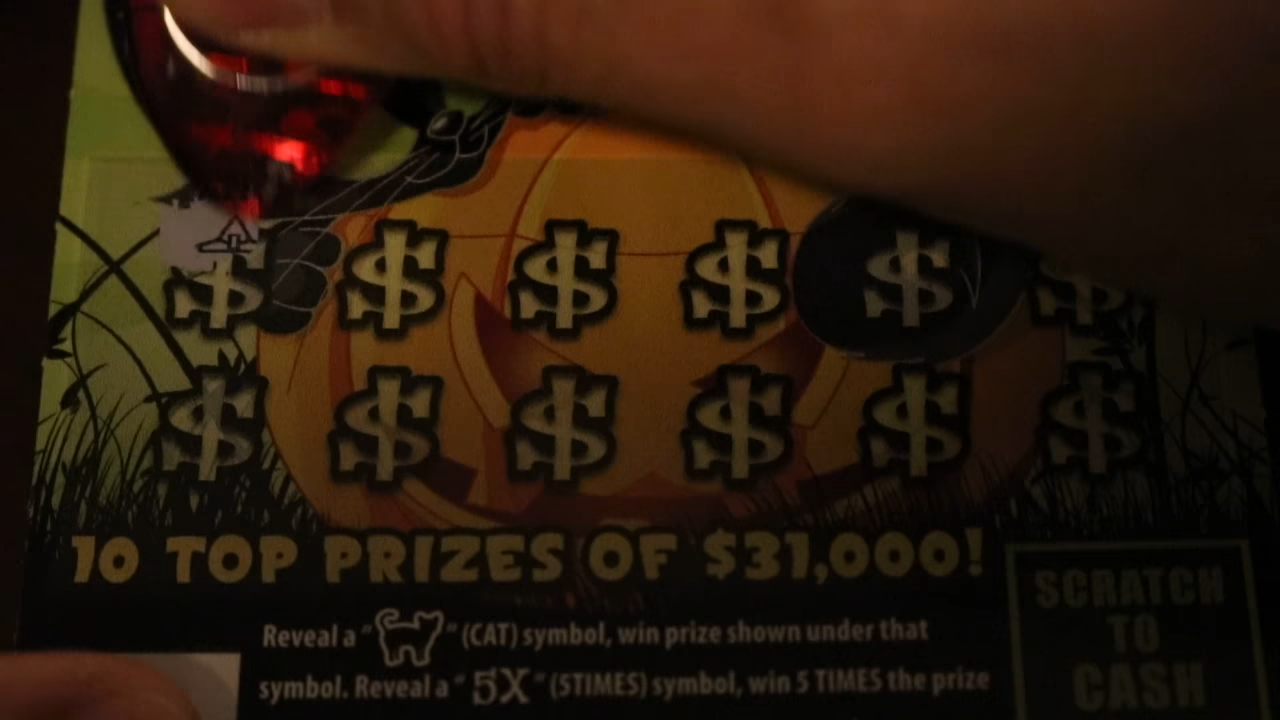 $ $ $ $ $ $
$ $ $ $ $ $
10 TOP PRIZES OF $31,000!
Reveal a " " (CAT) symbol, win prize shown under that
symbol. Reveal a "5X" (5TIMES) symbol, win 5 TIMES the prize
SCRATCH
TO
CASH